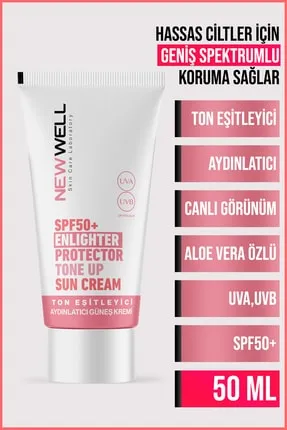 HASSAS CİLTLER İÇİN
GENİŞ SPEKTRUMLU
KORUMA SAĞLAR
TON EŞİTLEYİCİ
AYDINLATICI
CANLI GÖRÜNÜM
ALOE VERA ÖZLÜ
UVA,UVB
SPF50+
50 ML
NEWWELL
Skin Care Laboratory
UVA
UVB
SPF50+
ENLIGHTER
PROTECTOR
TONE UP
SUN CREAM
TON EŞİTLEYİCİ
AYDINLATICI GÜNEŞ KREMİ